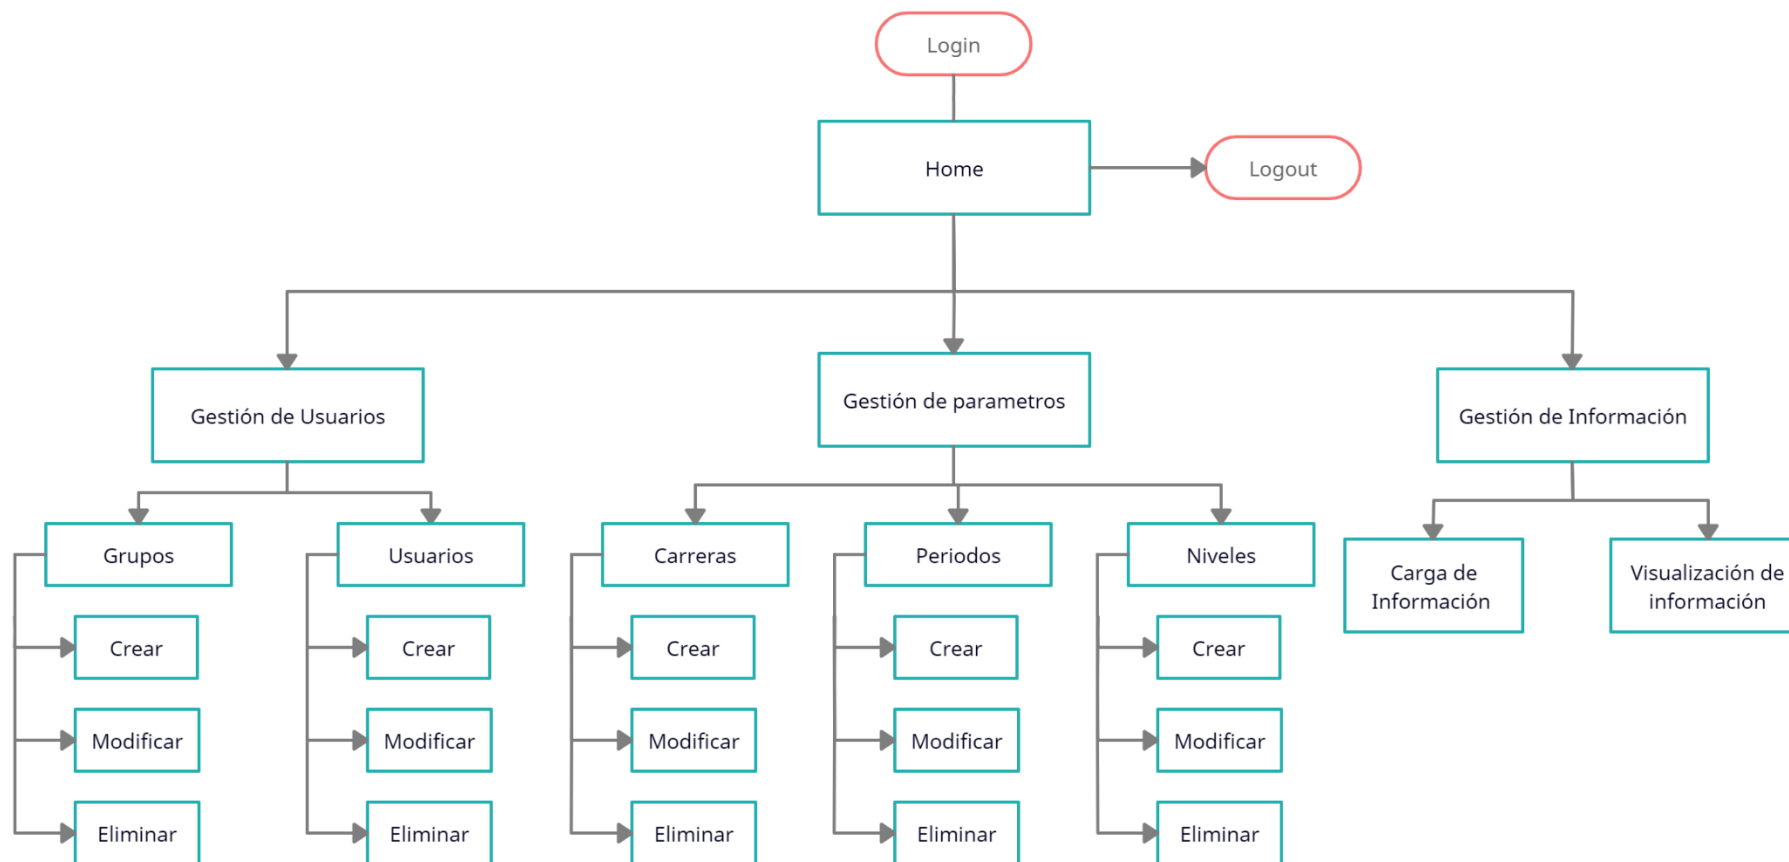 Login
Home
Logout
Gestión de Usuarios
Gestión de parametros
Gestión de Información
Grupos
Usuarios
Carreras
Periodos
Niveles
Carga de
Información
Visualización de
información
Crear
Crear
Crear
Crear
Crear
Modificar
Modificar
Modificar
Modificar
Modificar
Eliminar
Eliminar
Eliminar
Eliminar
Eliminar